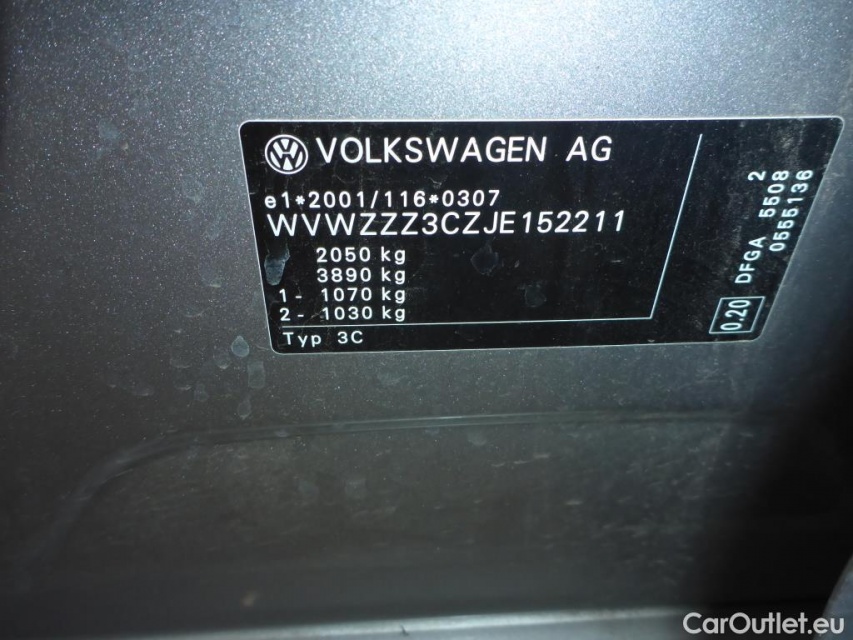 VOLKSWAGEN AG
e1*2001/116*0307
WVWZZZ3CZJE152211
2050 kg
3890 kg
1 - 1070 kg
2 - 1030 kg
Typ 3C
0.20
2
DFGA 5508
0555136
CarOutlet.eu